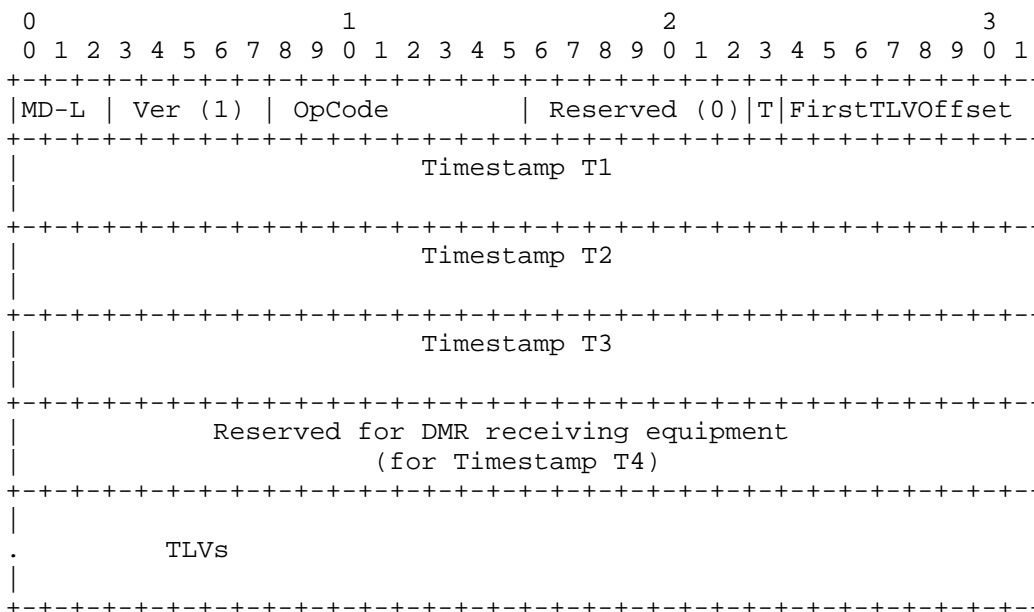 0                   1                   2                   3
 0 1 2 3 4 5 6 7 8 9 0 1 2 3 4 5 6 7 8 9 0 1 2 3 4 5 6 7 8 9 0 1
+-+-+-+-+-+-+-+-+-+-+-+-+-+-+-+-+-+-+-+-+-+-+-+-+-+-+-+-+-+-+-+-
|MD-L | Ver (1) | OpCode        | Reserved (0)|T|FirstTLVOffset
+-+-+-+-+-+-+-+-+-+-+-+-+-+-+-+-+-+-+-+-+-+-+-+-+-+-+-+-+-+-+-+-
|                         Timestamp T1
|
+-+-+-+-+-+-+-+-+-+-+-+-+-+-+-+-+-+-+-+-+-+-+-+-+-+-+-+-+-+-+-+-
|                         Timestamp T2
|
+-+-+-+-+-+-+-+-+-+-+-+-+-+-+-+-+-+-+-+-+-+-+-+-+-+-+-+-+-+-+-+-
|                         Timestamp T3
|
+-+-+-+-+-+-+-+-+-+-+-+-+-+-+-+-+-+-+-+-+-+-+-+-+-+-+-+-+-+-+-+-
|            Reserved for DMR receiving equipment
|                      (for Timestamp T4)
+-+-+-+-+-+-+-+-+-+-+-+-+-+-+-+-+-+-+-+-+-+-+-+-+-+-+-+-+-+-+-+-
|
.         TLVs
|
+-+-+-+-+-+-+-+-+-+-+-+-+-+-+-+-+-+-+-+-+-+-+-+-+-+-+-+-+-+-+-+-